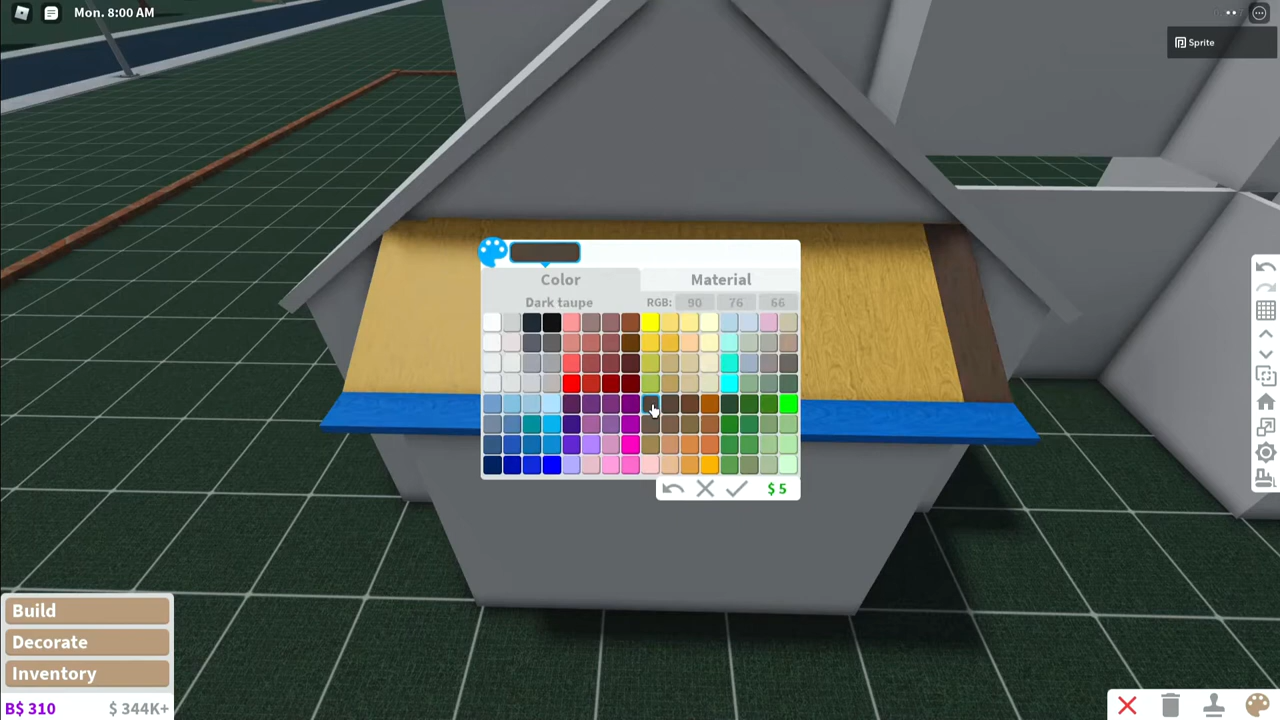 Mon. 8:00 AM
Sprite
Color
Material
Dark taupe
RGB: 90 76 66
$ 5
Build
Decorate
Inventory
B$ 310
$ 344K+